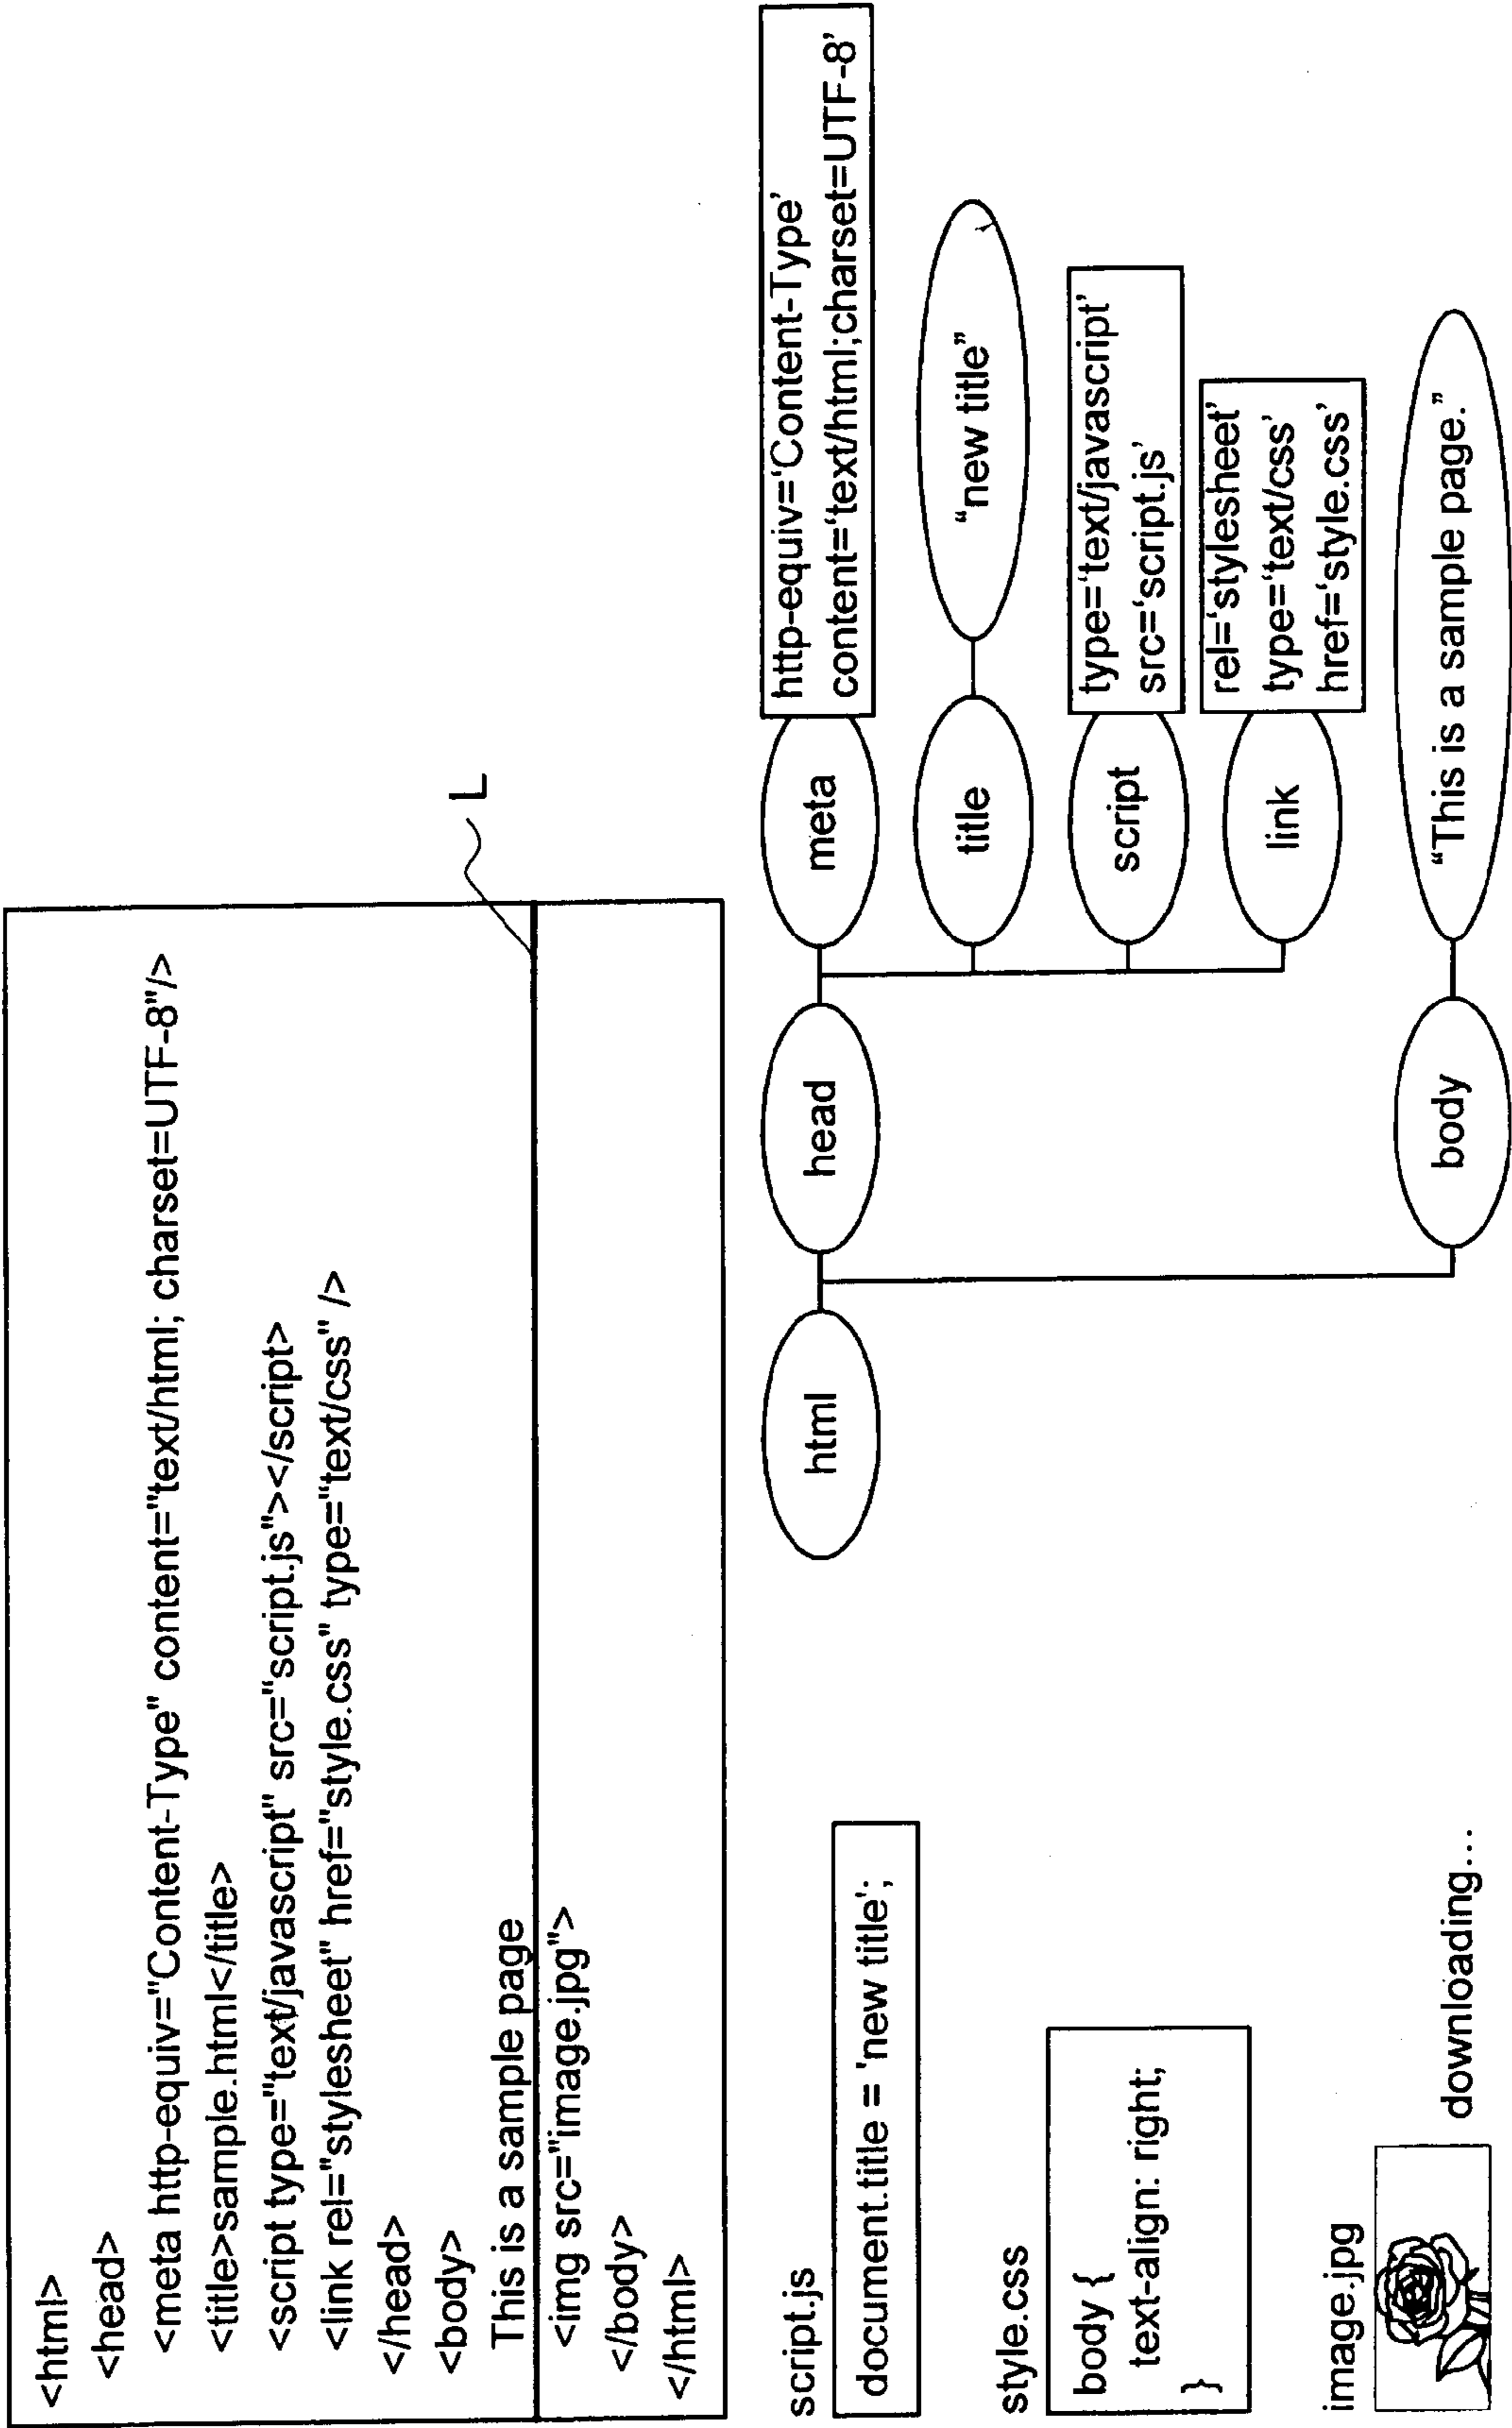 <html>
<head>
<meta http-equiv="Content-Type" content="text/html; charset=UTF-8"/>
<title>sample.html</title>
<script type="text/javascript" src="script.js"></script>
<link rel="stylesheet" href="style.css" type="text/css" />
</head>
<body>
This is a sample page
<img src="image.jpg">
</body>
</html>
L
script.js
document.title = 'new title';
style.css
body {
text-align: right;
}
image.jpg
downloading...
html
head
meta
http-equiv=‘Content-Type’
content=‘text/html;charset=UTF-8’
title
“new title”
script
type=‘text/javascript’
src=‘script.js’
link
rel=‘stylesheet’
type=‘text/css’
href=‘style.css’
body
“This is a sample page.”